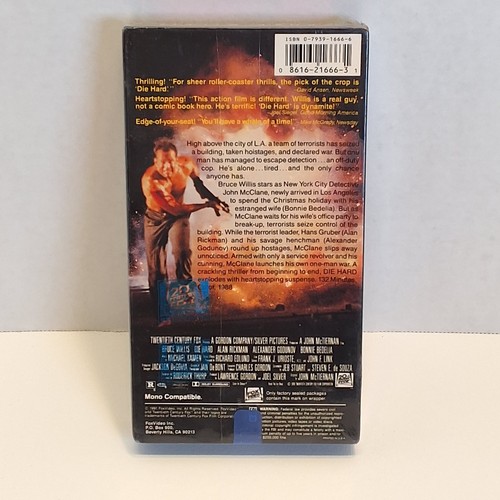 ISBN 0-7939-1666-6
0 8616-21666-3 1
Thrilling! "For sheer roller-coaster thrills, the pick of the crop is
'Die Hard.'"
David Ansen, Newsweek
Heartstopping! "This action film is different. Willis is a real guy,
not a comic book hero. He's great! 'Die Hard' is dynamite!"
Joel Siegel, Good Morning America
Edge-of-your-seat! "You'll have a whale of a time!"
Newsday
High above the city of L.A. a team of terrorists has seized
a building, taken hostages, and declared war. But one
man has managed to escape detection...an off-duty
cop. He's alone...tired...and the only chance
anyone has.
Bruce Willis stars as New York City Detective
John McClane, newly arrived in Los Angeles
to spend the Christmas holiday with his
estranged wife (Bonnie Bedelia). But as
McClane waits for his wife's office party to
break-up, terrorists seize control of the
building. While the terrorist leader, Hans Gruber (Alan
Rickman) and his savage henchman (Alexander
Godunov) round up hostages, McClane slips away
unnoticed. Armed with only a service revolver and his
cunning, McClane launches his own one-man war. A
crackling thriller from beginning to end, DIE HARD
explodes with heartstopping suspense. 132 Minutes.
1988
TWENTIETH CENTURY FOX A GORDON COMPANY/SILVER PICTURES A JOHN McTIERNAN
BRUCE WILLIS DIE HARD ALAN RICKMAN ALEXANDER GODUNOV BONNIE BEDELIA
MICHAEL KAMEN RICHARD EDLUND FRANK J. URIOSTE JOHN F. LINK
JACKSON DeGOVIA JAN DeBONT CHARLES GORDON JEB STUART STEVEN E. de SOUZA
RODERICK THORP LAWRENCE GORDON JOEL SILVER JOHN McTIERNAN
R
Mono Compatible.
FOX VIDEO
Only factory sealed packages
contain this mark on wrapper.
FOX VIDEO
FoxVideo Inc.
P.O. Box 900,
Beverly Hills, CA 90213